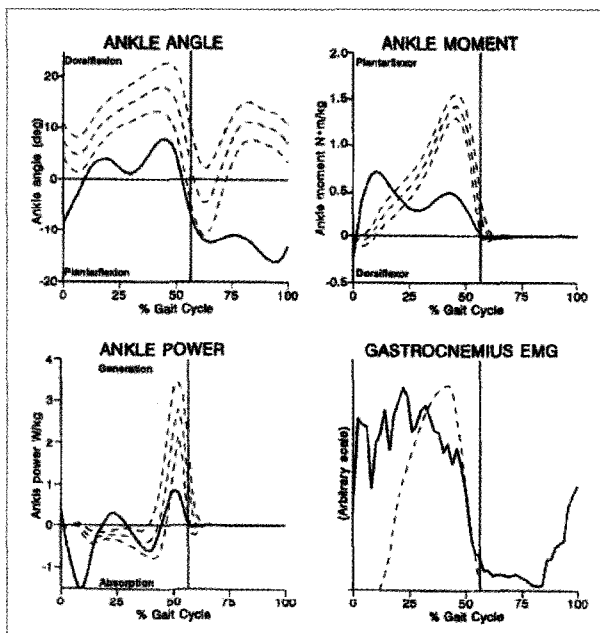 ANKLE ANGLE
Dorsiflexion
Ankle angle (deg)
20
10
0
-10
-20
Plantarflexion
0
25
50
75
100
% Gait Cycle
ANKLE MOMENT
Plantarflexor
Ankle moment N•m/kg
2.0
1.5
1.0
0.5
0
-0.5
Dorsiflexor
0
25
50
75
100
% Gait Cycle
ANKLE POWER
Generation
Ankle power W/kg
4
3
2
1
0
-1
Absorption
0
25
50
75
100
% Gait Cycle
GASTROCNEMIUS EMG
(Arbitrary scale)
0
25
50
75
100
% Gait Cycle